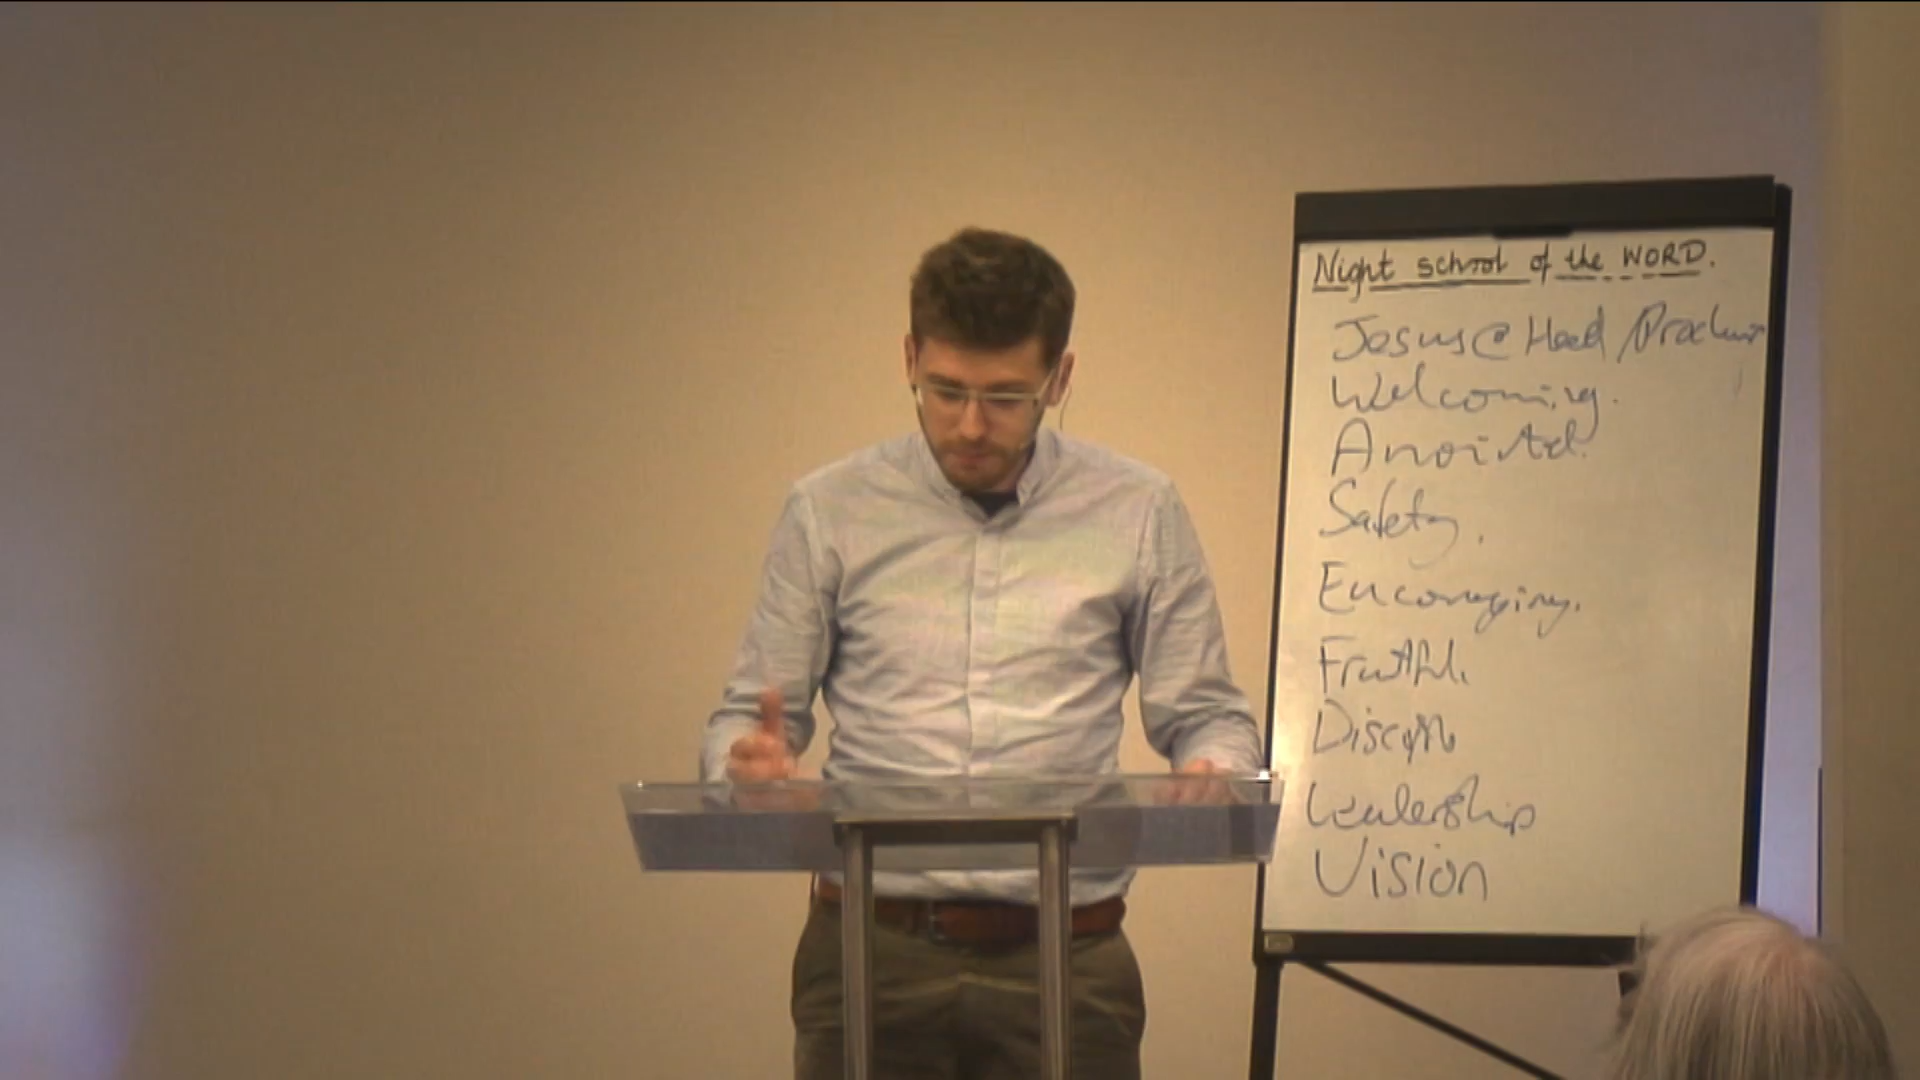 Night school of the WORD.
Jesus @ Head /
Welcoming.
Anointed.
Safety.
Encouraging.
Fruitful.
Leadership
Vision